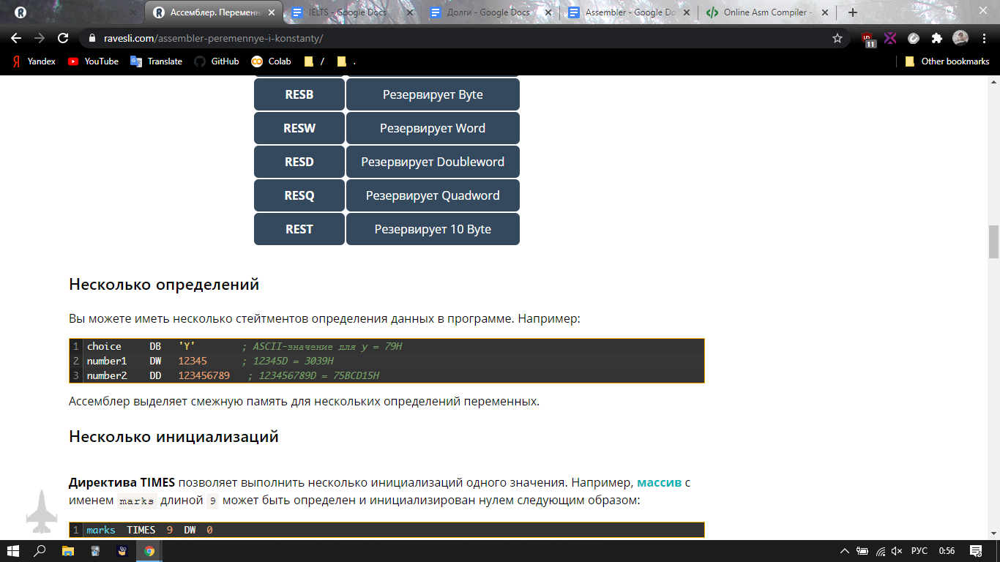 Ассемблер. Переменн
IELTS - Google Docs
Долги - Google Docs
Assembler - Google Do
Online Asm Compiler -
ravesli.com/assembler-peremennye-i-konstanty/
11
Yandex YouTube Translate GitHub Colab / . Other bookmarks
RESB Резервирует Byte
RESW Резервирует Word
RESD Резервирует Doubleword
RESQ Резервирует Quadword
REST Резервирует 10 Byte
Несколько определений
Вы можете иметь несколько стейтментов определения данных в программе. Например:
1 choice DB 'Y' ; ASCII-значение для y = 79H
2 number1 DW 12345 ; 12345D = 3039H
3 number2 DD 123456789 ; 123456789D = 75BCD15H
Ассемблер выделяет смежную память для нескольких определений переменных.
Несколько инициализаций
Директива TIMES позволяет выполнить несколько инициализаций одного значения. Например, массив с
именем marks длиной 9 может быть определен и инициализирован нулем следующим образом:
1 marks TIMES 9 DW 0
РУС 0:56